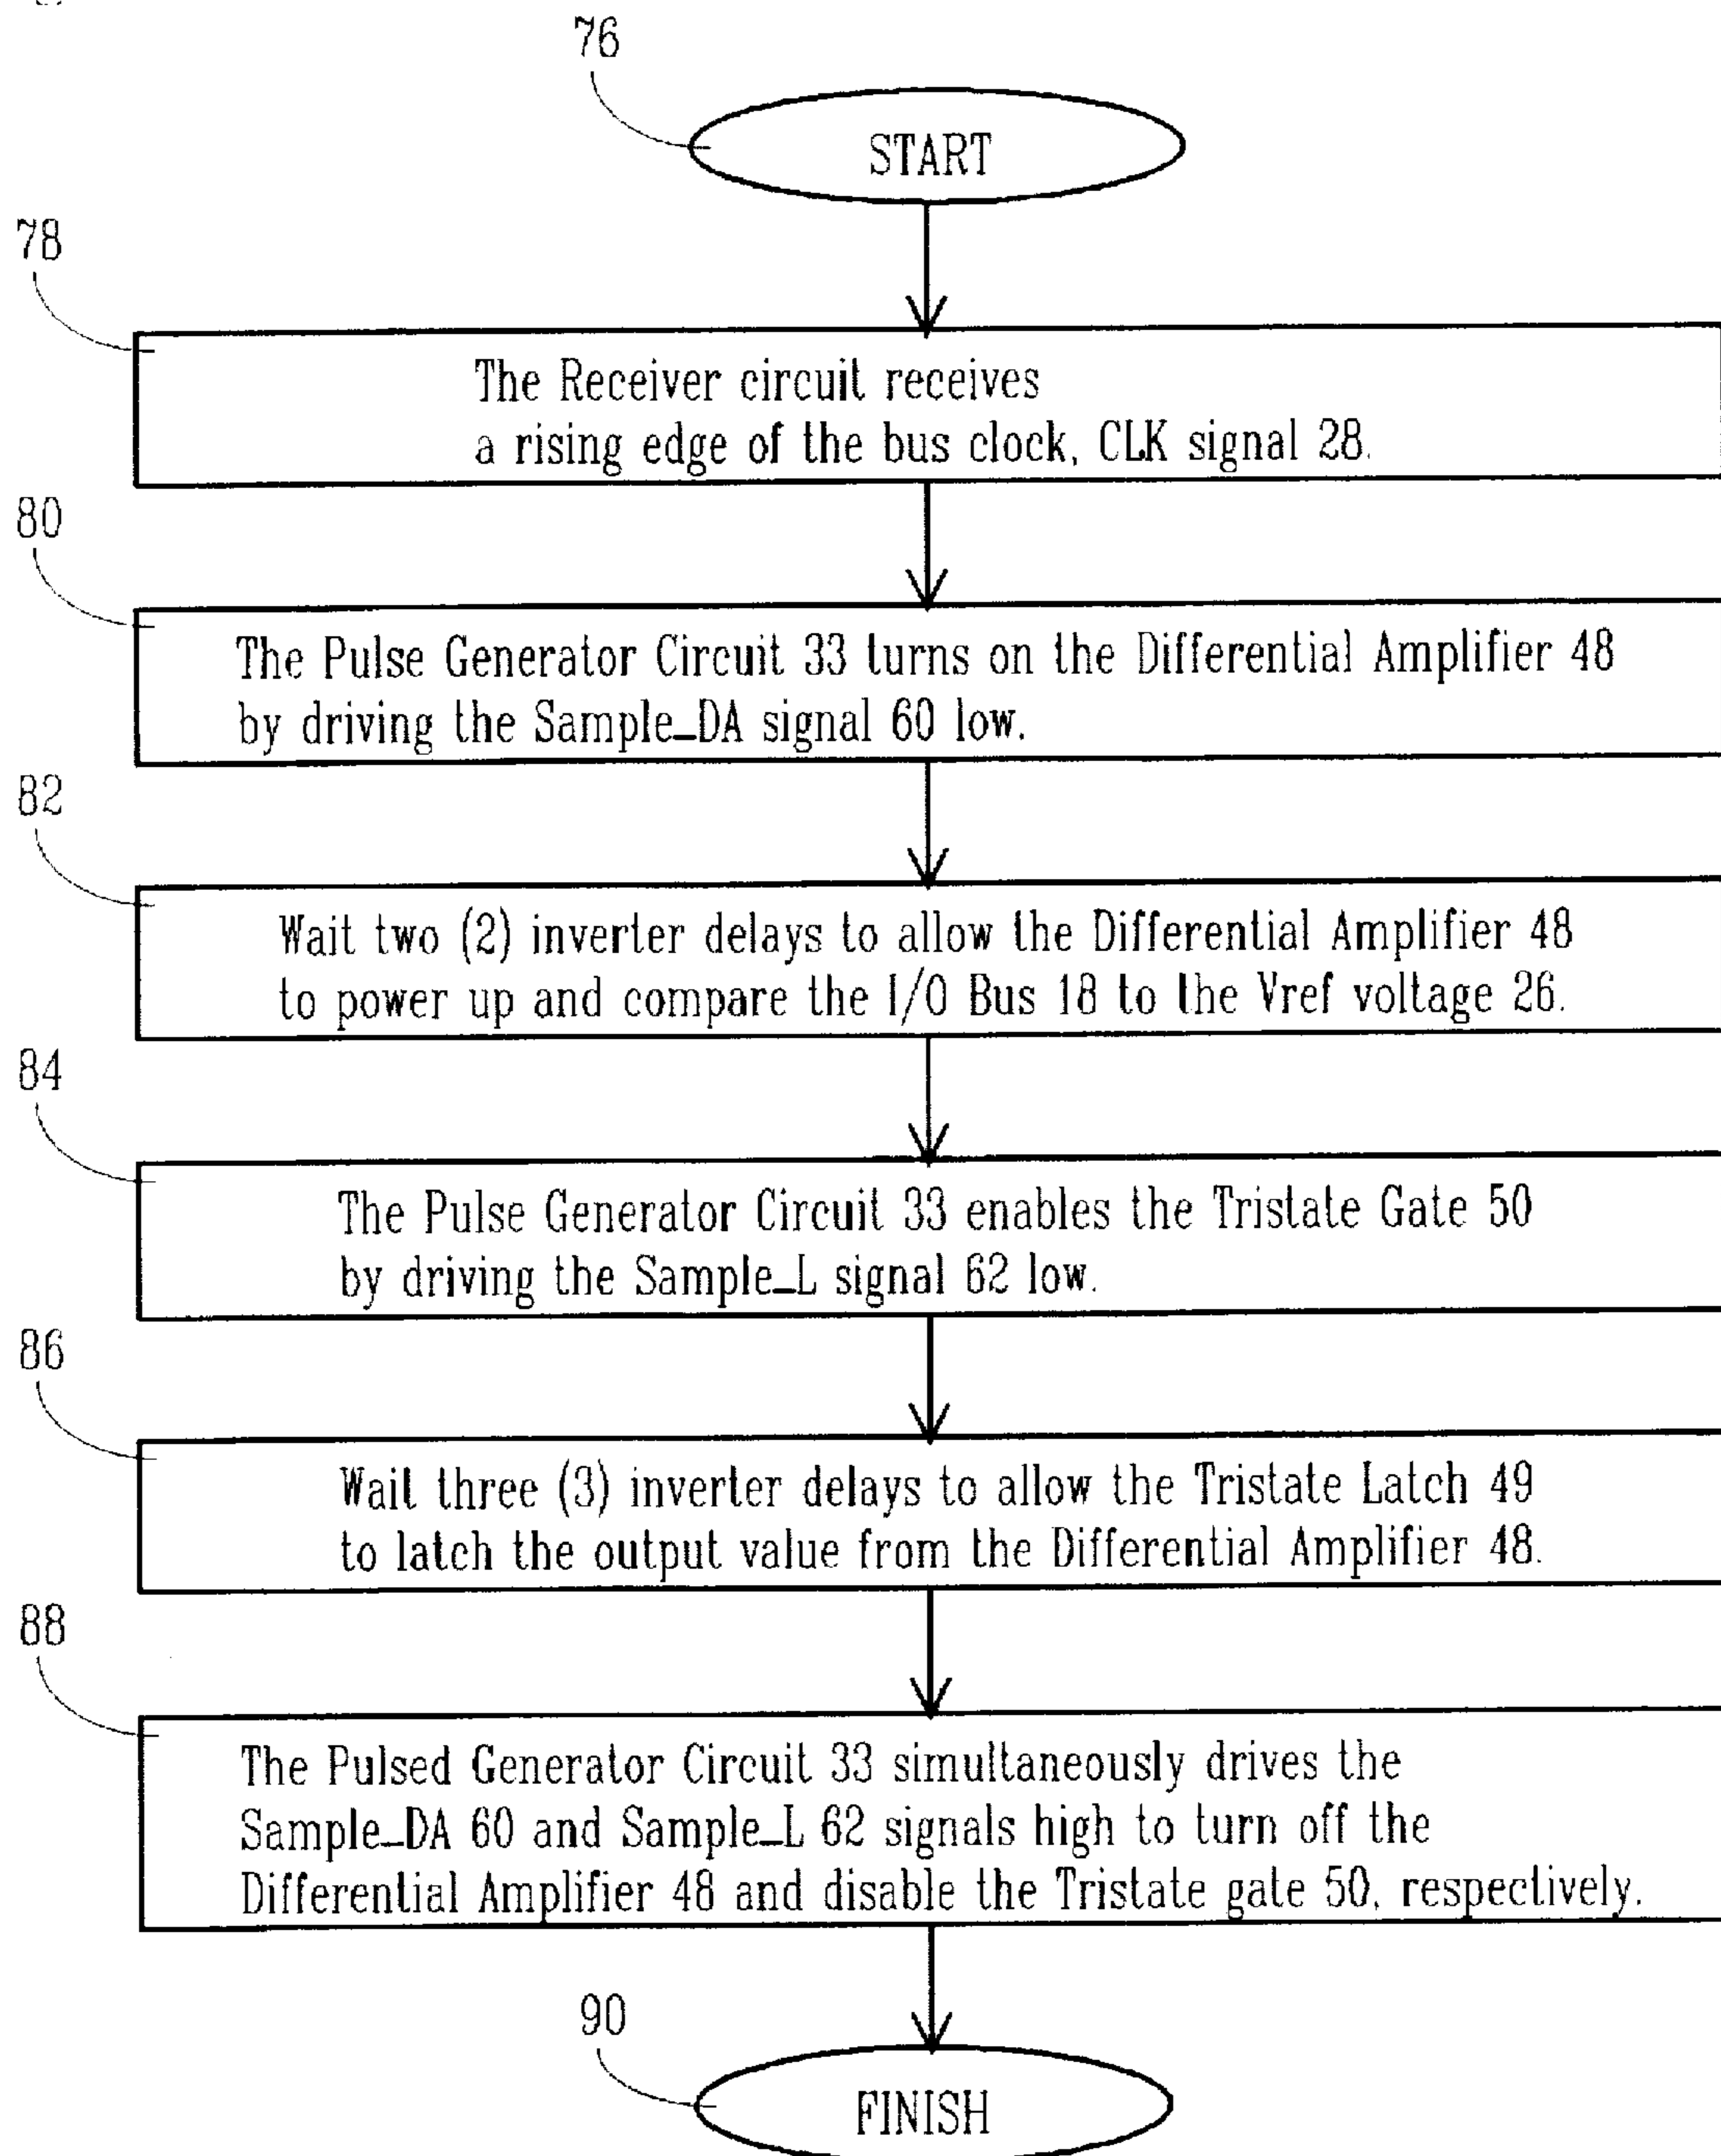 76
START
78
The Receiver circuit receives
a rising edge of the bus clock, CLK signal 28.
80
The Pulse Generator Circuit 33 turns on the Differential Amplifier 48
by driving the Sample_DA signal 60 low.
82
Wait two (2) inverter delays to allow the Differential Amplifier 48
to power up and compare the I/O Bus 18 to the Vref voltage 26.
84
The Pulse Generator Circuit 33 enables the Tristate Gate 50
by driving the Sample_L signal 62 low.
86
Wait three (3) inverter delays to allow the Tristate Latch 49
to latch the output value from the Differential Amplifier 48.
88
The Pulsed Generator Circuit 33 simultaneously drives the
Sample_DA 60 and Sample_L 62 signals high to turn off the
Differential Amplifier 48 and disable the Tristate gate 50, respectively.
90
FINISH